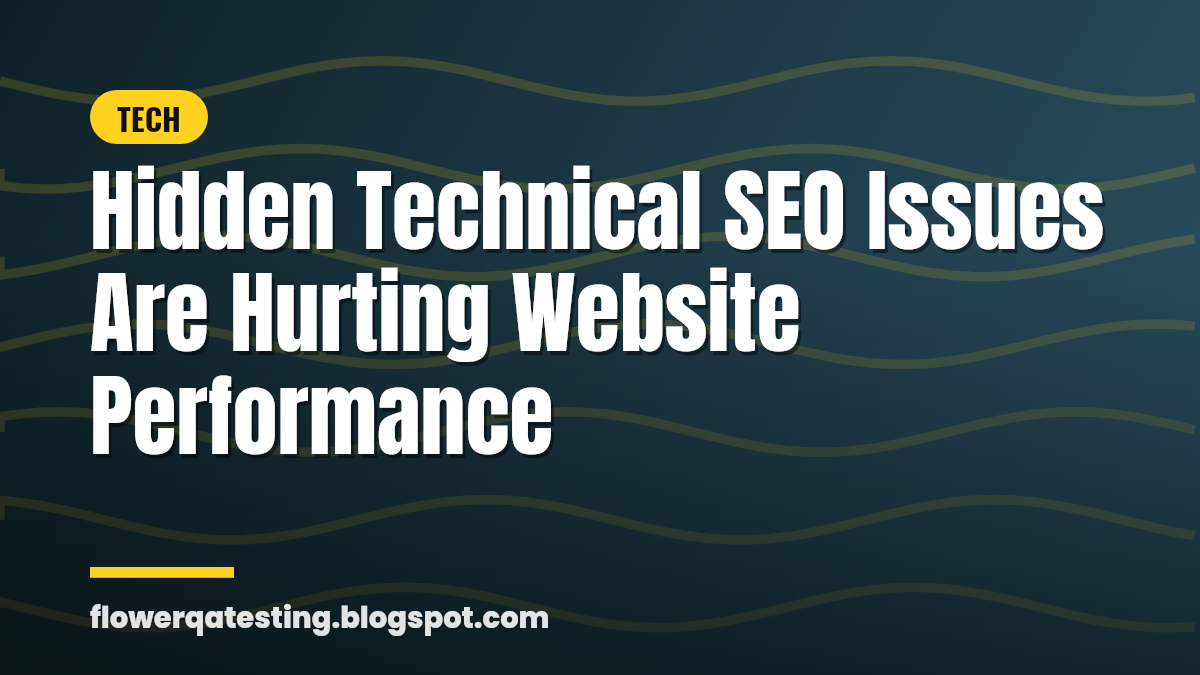 TECH
Hidden Technical SEO Issues
Are Hurting Website
Performance
flowerqatesting.blogspot.com